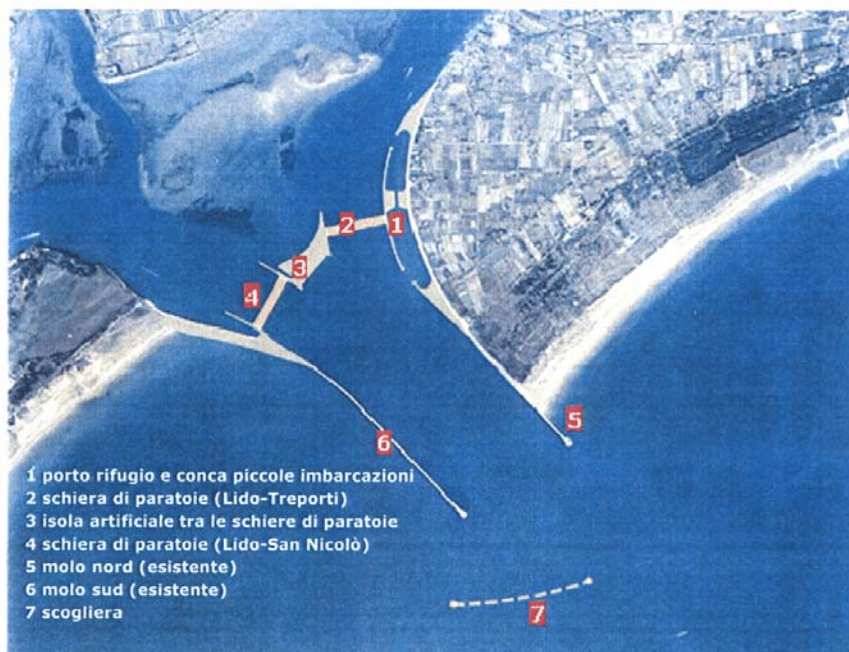 2
1
3
4
5
6
1 porto rifugio e conca piccole imbarcazioni
2 schiera di paratoie (Lido-Treporti)
3 isola artificiale tra le schiere di paratoie
4 schiera di paratoie (Lido-San Nicolò)
5 molo nord (esistente)
6 molo sud (esistente)
7 scogliera
7